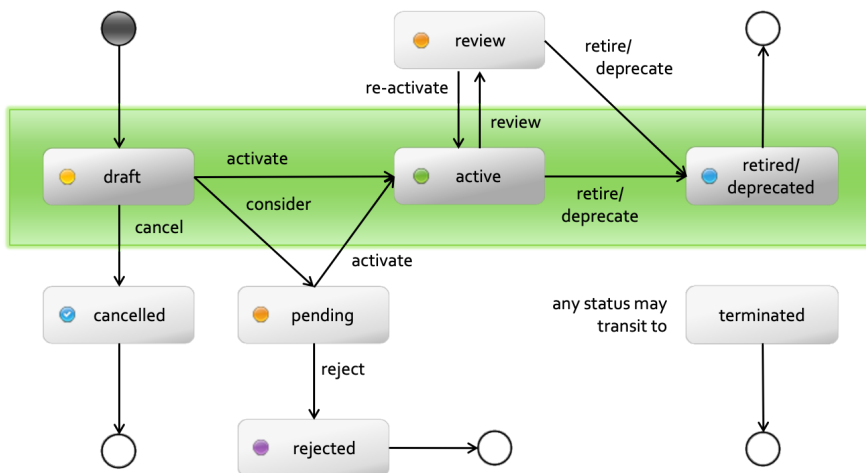 review
retire/
deprecate
re-activate
review
draft
activate
active
retired/
deprecated
consider
retire/
deprecate
cancel
activate
cancelled
pending
any status may
transit to
terminated
reject
rejected